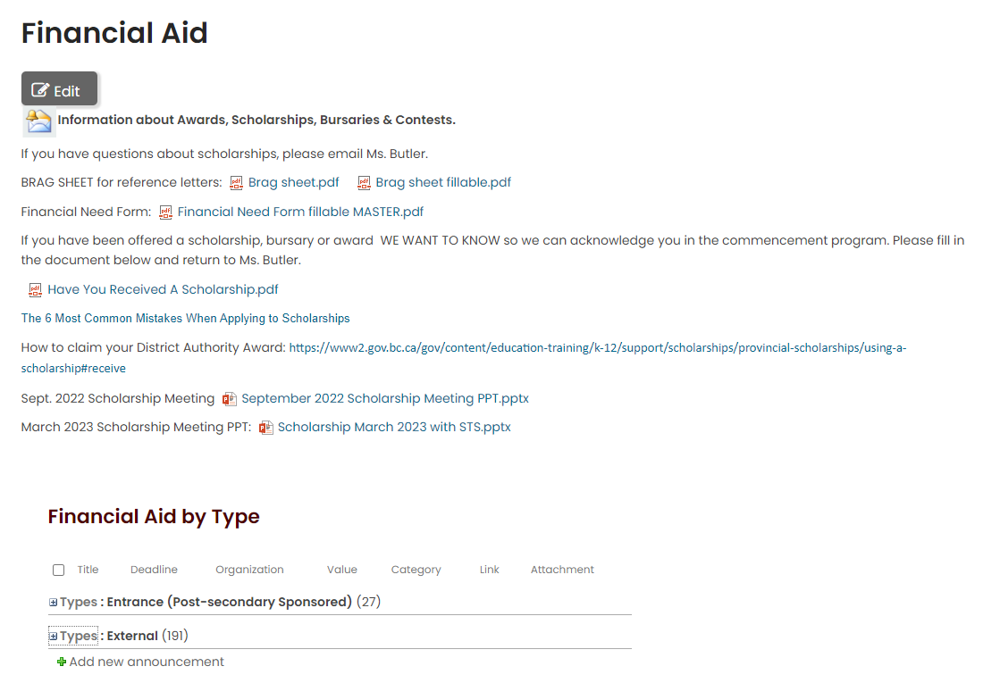 Financial Aid
Edit
Information about Awards, Scholarships, Bursaries & Contests.
If you have questions about scholarships, please email Ms. Butler.
BRAG SHEET for reference letters: Brag sheet.pdf Brag sheet fillable.pdf
Financial Need Form: Financial Need Form fillable MASTER.pdf
If you have been offered a scholarship, bursary or award  WE WANT TO KNOW so we can acknowledge you in the commencement program. Please fill in
the document below and return to Ms. Butler.
Have You Received A Scholarship.pdf
The 6 Most Common Mistakes When Applying to Scholarships
How to claim your District Authority Award: https://www2.gov.bc.ca/gov/content/education-training/k-12/support/scholarships/provincial-scholarships/using-a-
scholarship#receive
Sept. 2022 Scholarship Meeting September 2022 Scholarship Meeting PPT.pptx
March 2023 Scholarship Meeting PPT: Scholarship March 2023 with STS.pptx
Financial Aid by Type
Title Deadline Organization Value Category Link Attachment
Types : Entrance (Post-secondary Sponsored) (27)
Types : External (191)
Add new announcement